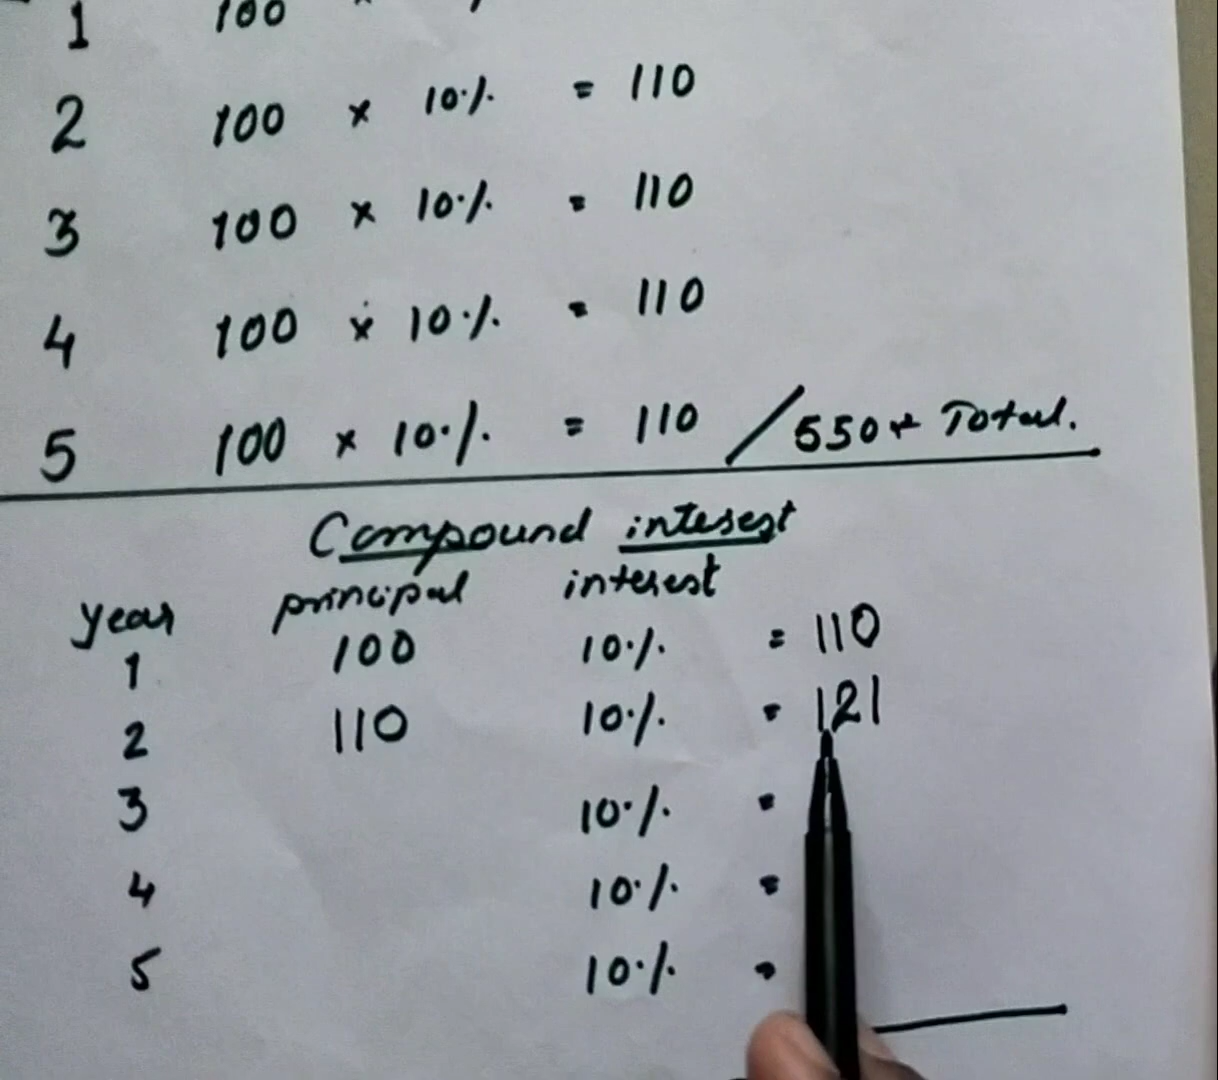 1 100
2 100 × 10% = 110
3 100 × 10% = 110
4 100 × 10% = 110
5 100 × 10% = 110 / 550 Total.
Compound interest
year principal interest
1 100 10% = 110
2 110 10% = 121
3 10% =
4 10% =
5 10% =